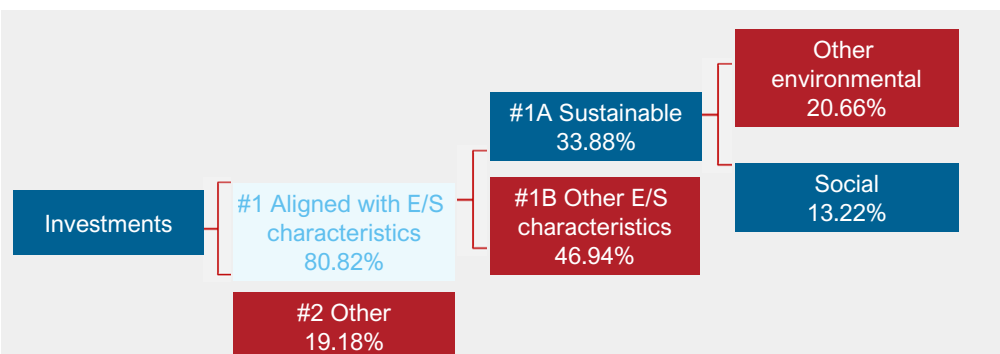 Investments
#1 Aligned with E/S
characteristics
80.82%
#2 Other
19.18%
#1A Sustainable
33.88%
#1B Other E/S
characteristics
46.94%
Other
environmental
20.66%
Social
13.22%